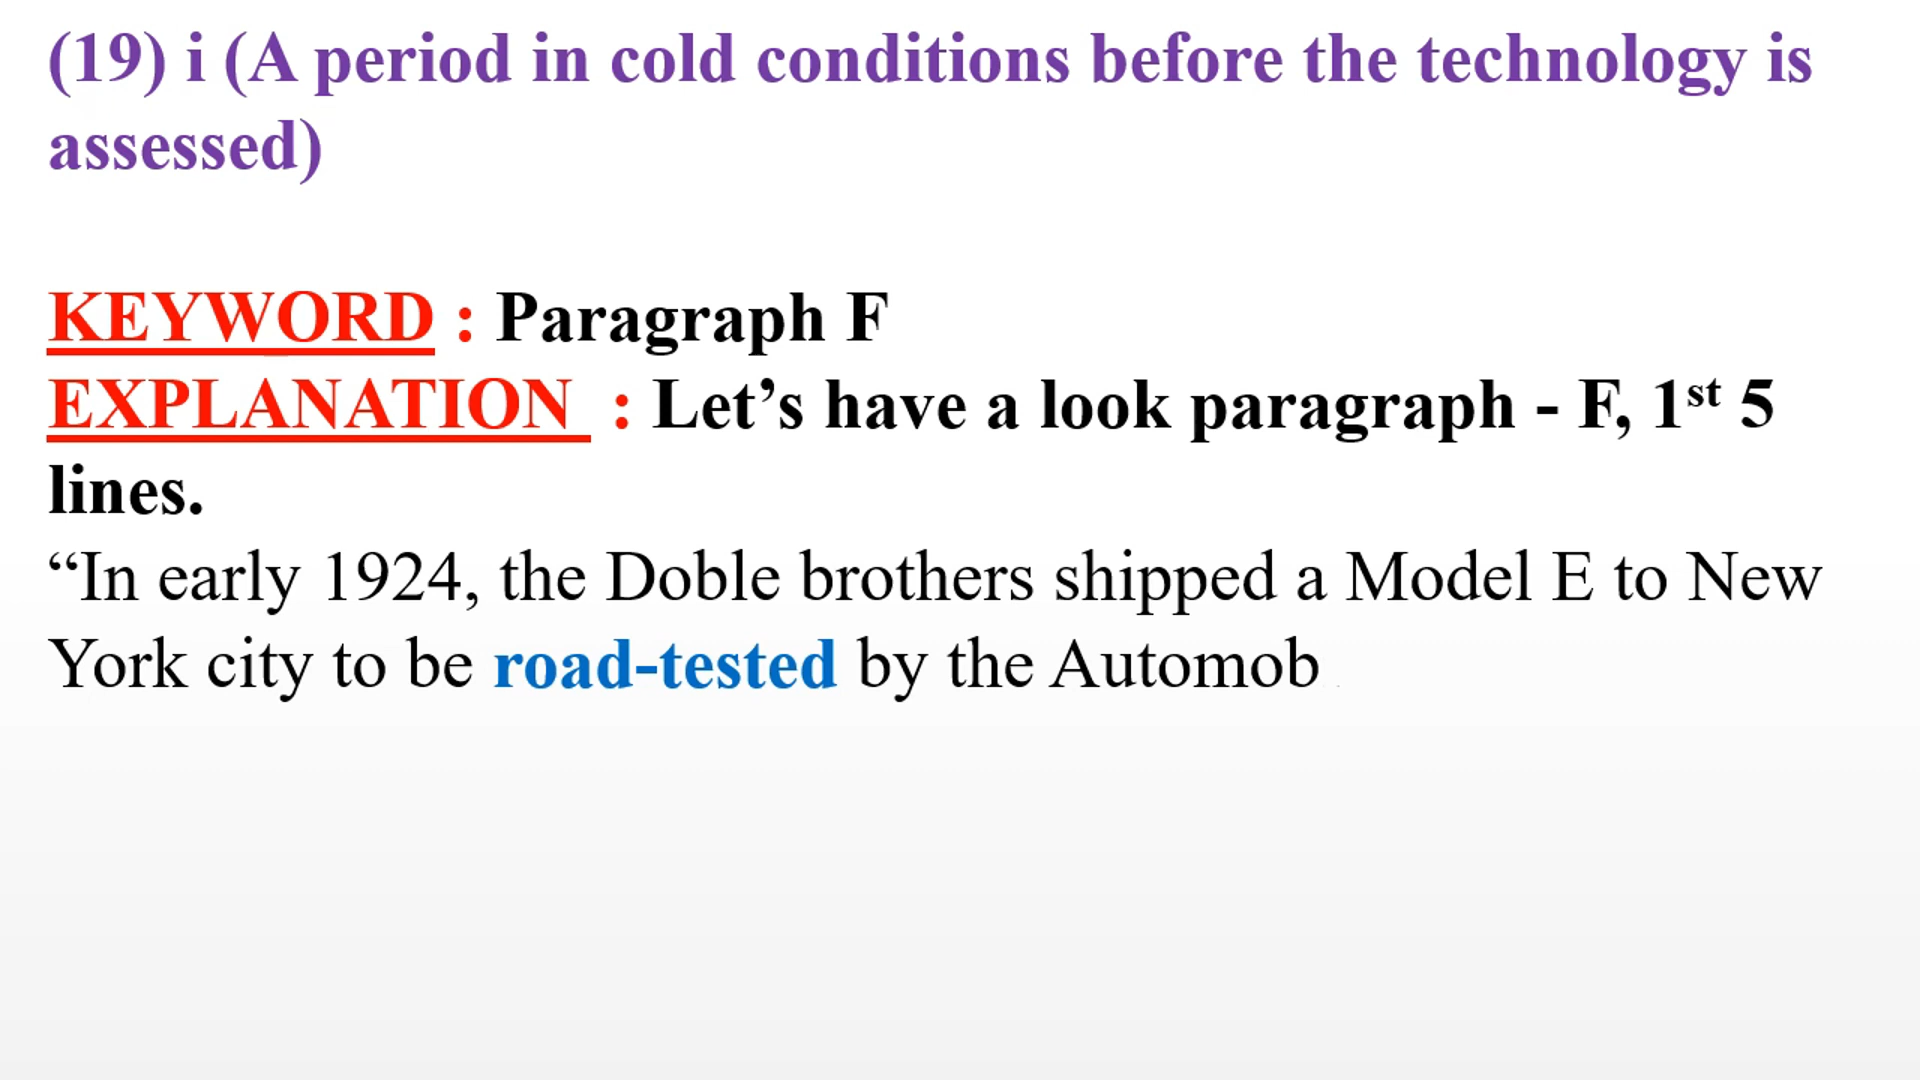 (19) i (A period in cold conditions before the technology is
assessed)
KEYWORD : Paragraph F
EXPLANATION : Let’s have a look paragraph - F, 1st 5
lines.
“In early 1924, the Doble brothers shipped a Model E to New
York city to be road-tested by the Automob